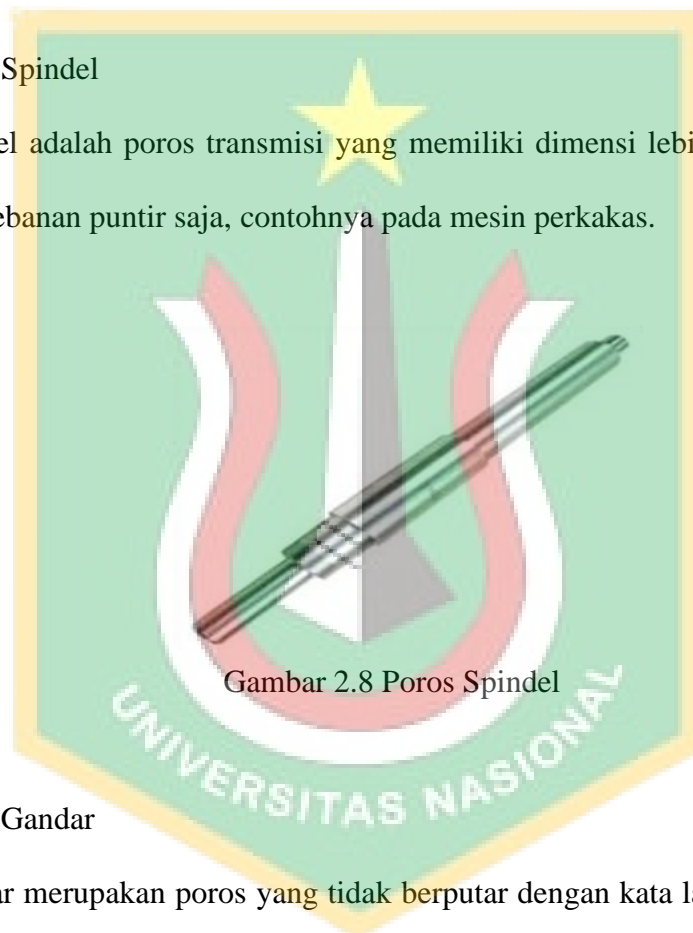 Spindel
el adalah poros transmisi yang memiliki dimensi lebi
ebanan puntir saja, contohnya pada mesin perkakas.
Gambar 2.8 Poros Spindel
UNIVERSITAS NASIONAL
Gandar
ar merupakan poros yang tidak berputar dengan kata la